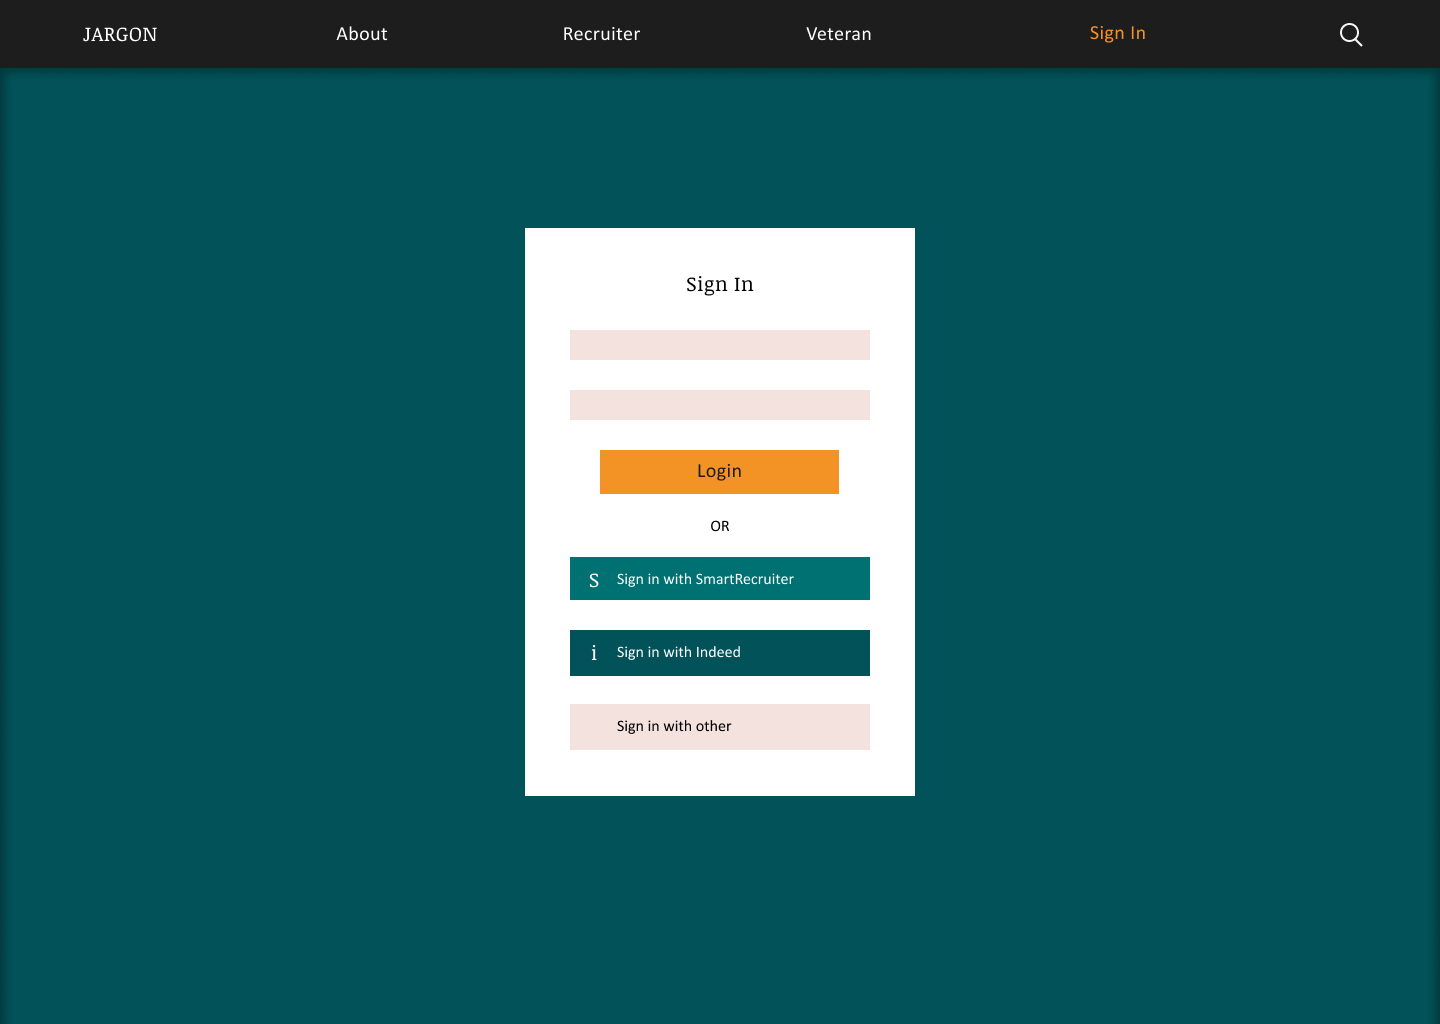 JARGON About Recruiter Veteran Sign In
Sign In
Login
OR
S Sign in with SmartRecruiter
i Sign in with Indeed
Sign in with other